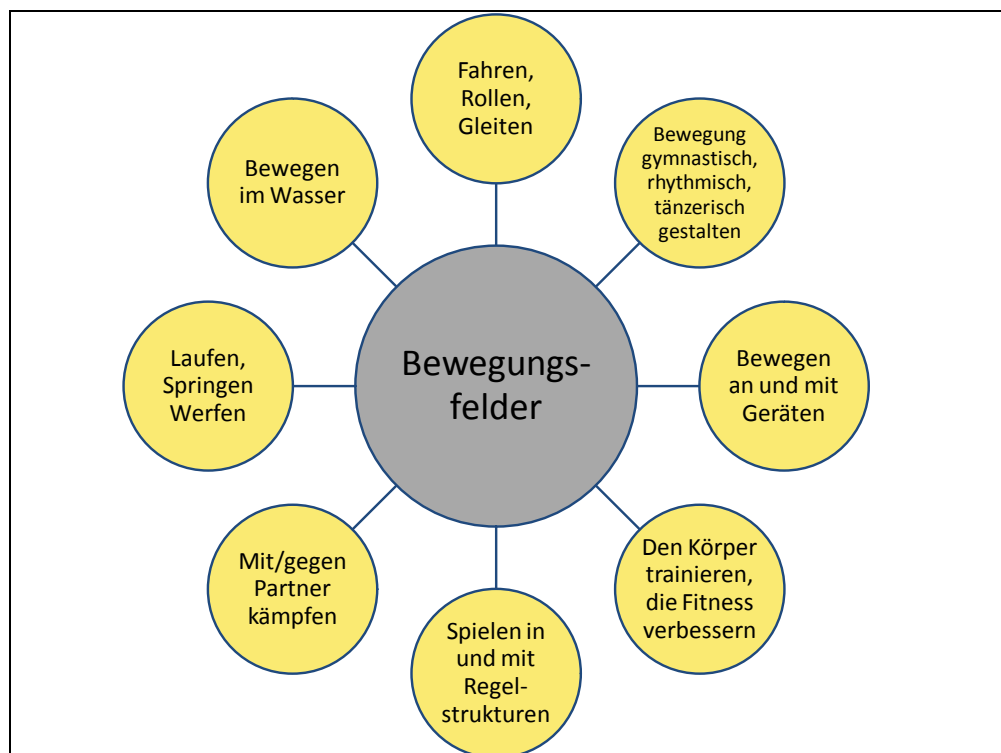 Fahren,
Rollen,
Gleiten
Bewegung
gymnastisch,
rhythmisch,
tänzerisch
gestalten
Bewegen
an und mit
Geräten
Den Körper
trainieren,
die Fitness
verbessern
Spielen in
und mit
Regel-
strukturen
Mit/gegen
Partner
kämpfen
Laufen,
Springen
Werfen
Bewegen
im Wasser
Bewegungs-
felder